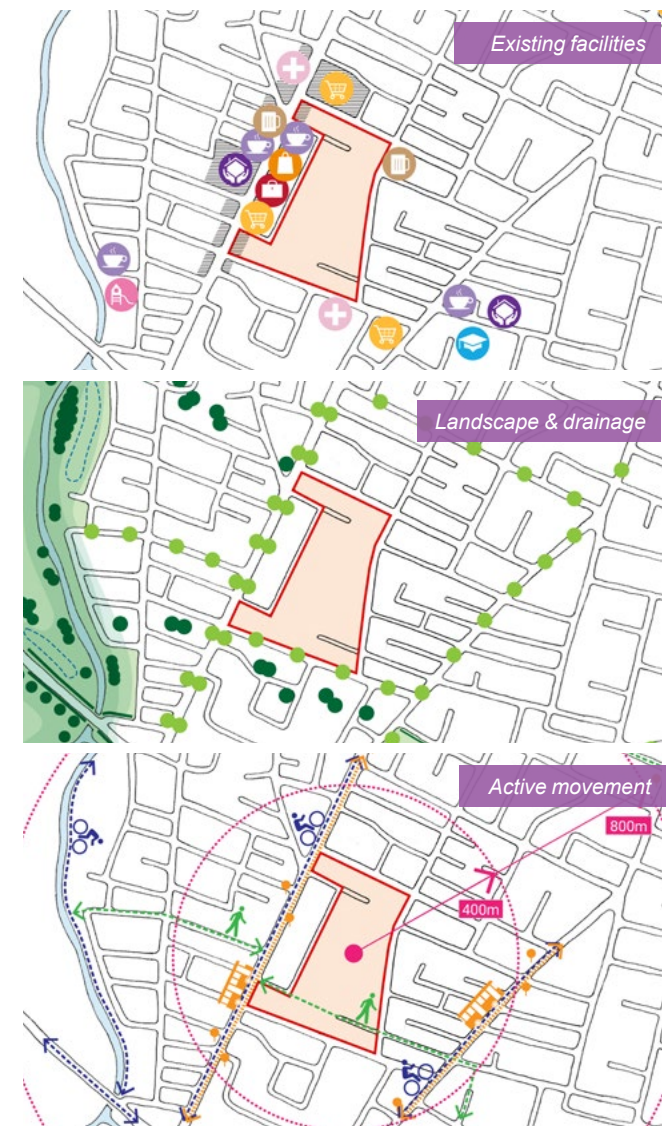 Existing facilities
Landscape & drainage
Active movement
800m
400m